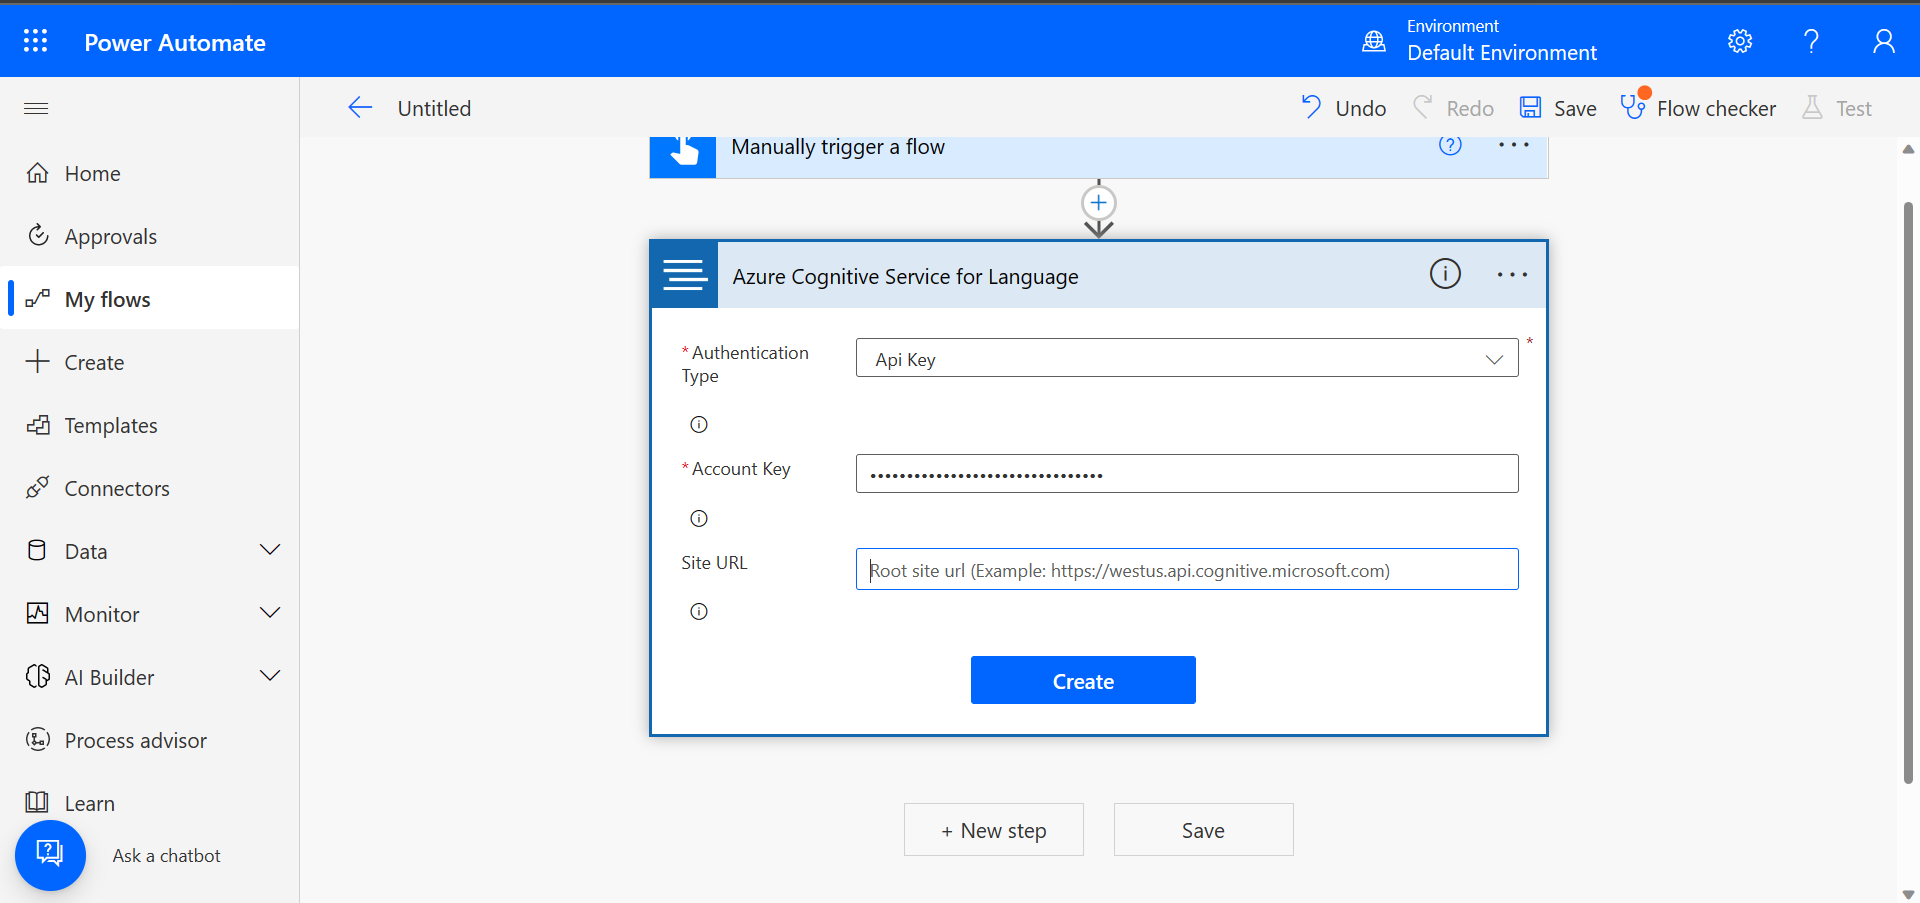 Power Automate
Environment
Default Environment
?
Untitled
Undo
Redo
Save
Flow checker
Test
Home
Approvals
My flows
Create
Templates
Connectors
Data
Monitor
AI Builder
Process advisor
Learn
Ask a chatbot
Manually trigger a flow
?
...
Azure Cognitive Service for Language
...
* Authentication
Type
Api Key
*
* Account Key
••••••••••••••••••••••••••••••••
Site URL
Root site url (Example: https://westus.api.cognitive.microsoft.com)
Create
+ New step
Save